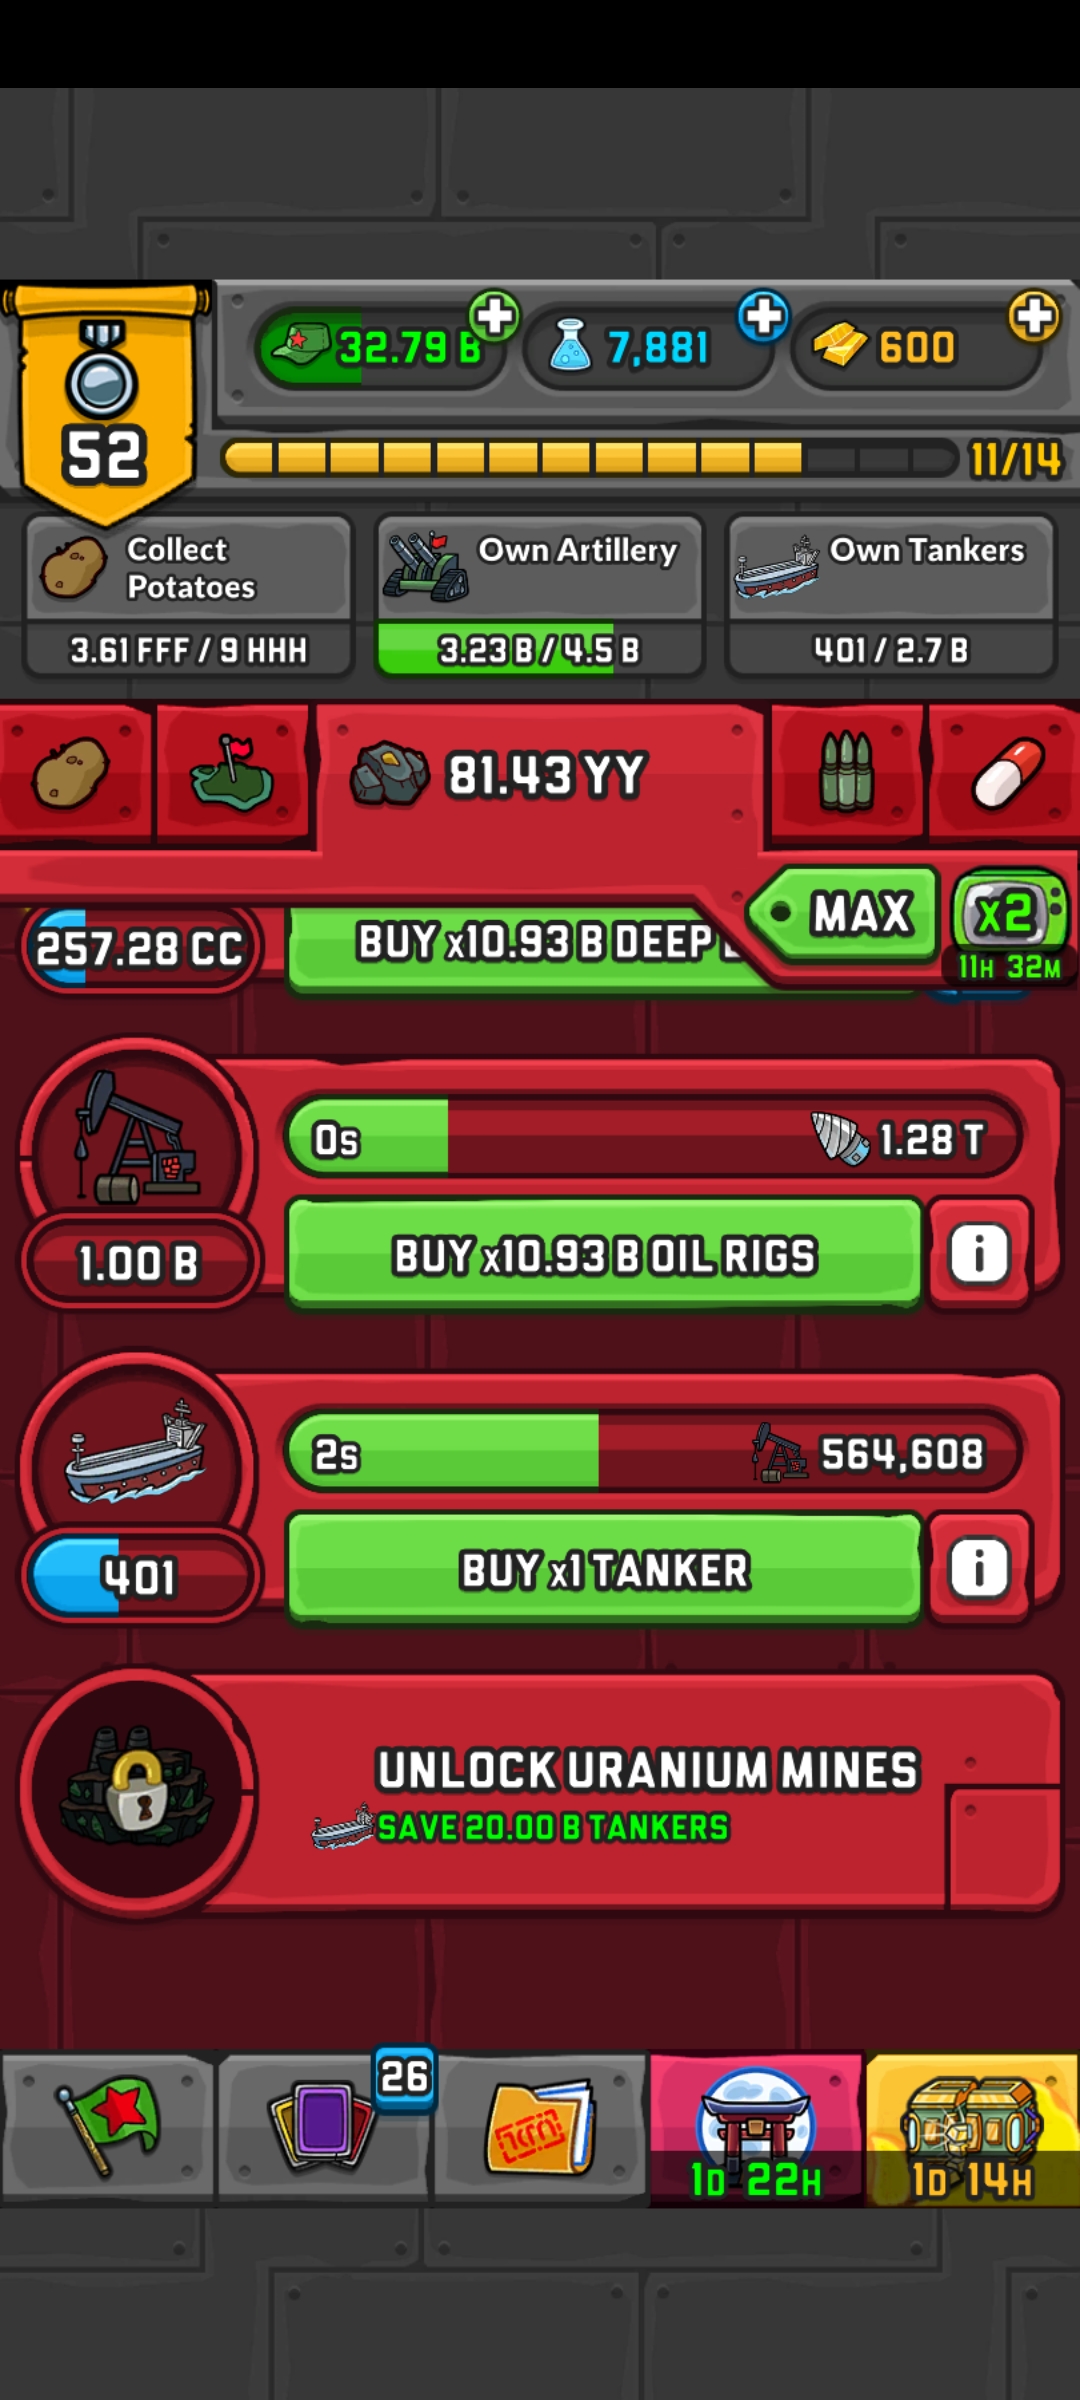 32.79 B
7,881
600
52
11/14
Collect
Potatoes
3.61 FFF / 9 HHH
Own Artillery
3.23 B / 4.5 B
Own Tankers
401 / 2.7 B
81.43 YY
MAX
x2
11H 32M
257.28 CC
BUY x10.93 B DEEP
0s
1.28 T
1.00 B
BUY x10.93 B OIL RIGS
i
2s
564,608
401
BUY x1 TANKER
i
UNLOCK URANIUM MINES
SAVE 20.00 B TANKERS
26
1D 22H
1D 14H